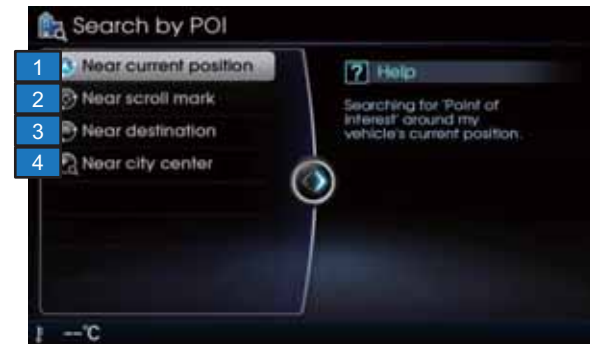 Search by POI
1 Near current position
2 Near scroll mark
3 Near destination
4 Near city center
? Help
Searching for 'Point of
Interest' around my
vehicle's current position.
--°C